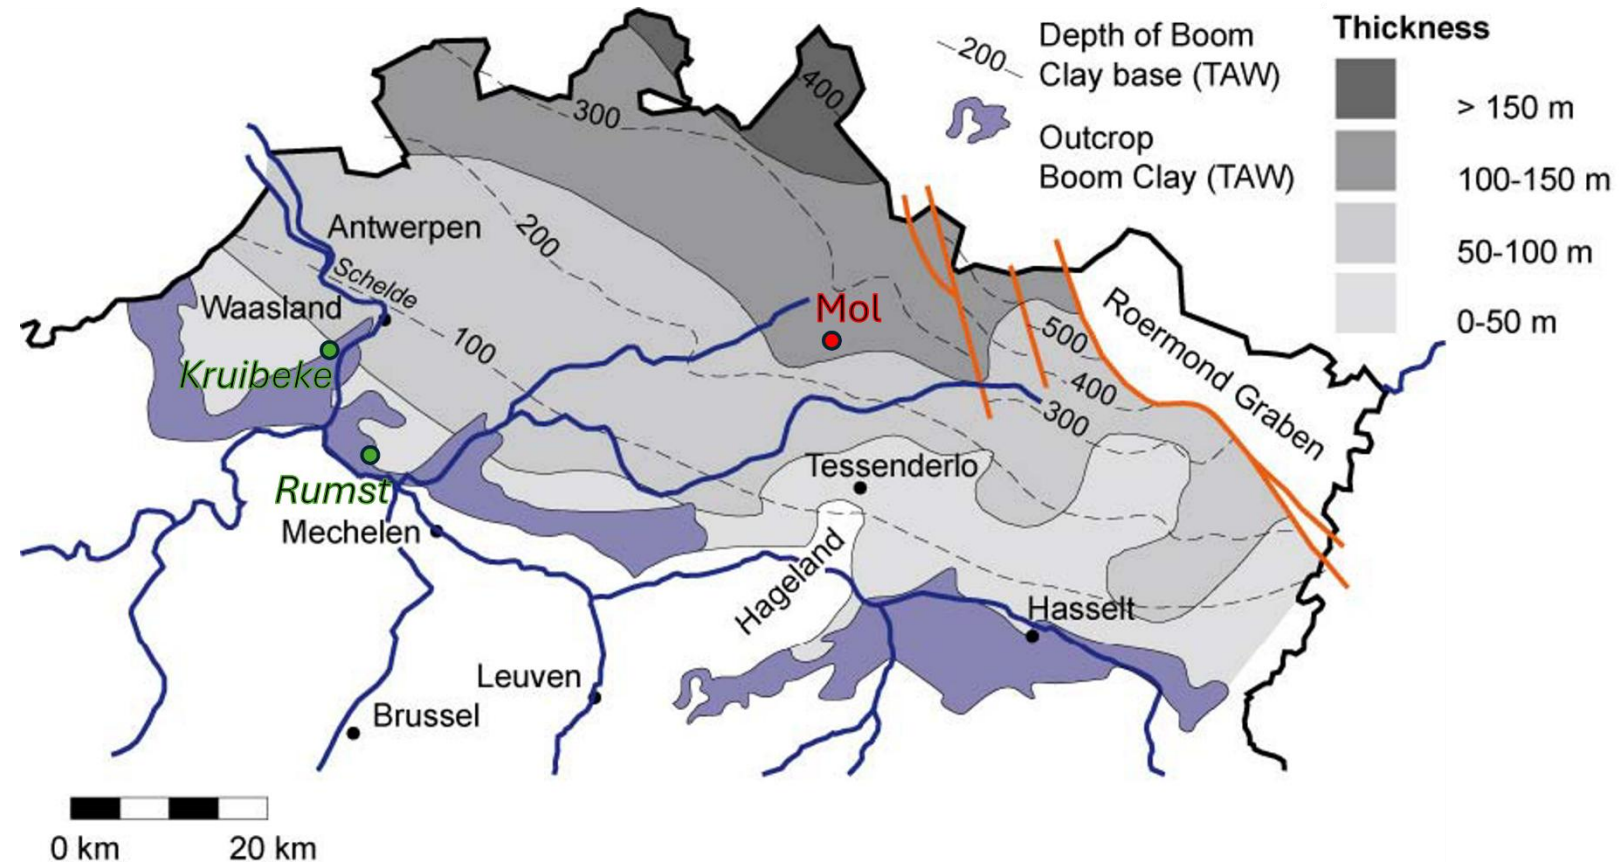 200
Depth of Boom
Clay base (TAW)
Outcrop
Boom Clay (TAW)
Thickness
> 150 m
100-150 m
50-100 m
0-50 m
400
300
200
Antwerpen
Schelde
Waasland
100
Kruibeke
Mol
500
400
300
Roermond Graben
Rumst
Mechelen
Tessenderlo
Hageland
Hasselt
Leuven
Brussel
0 km
20 km